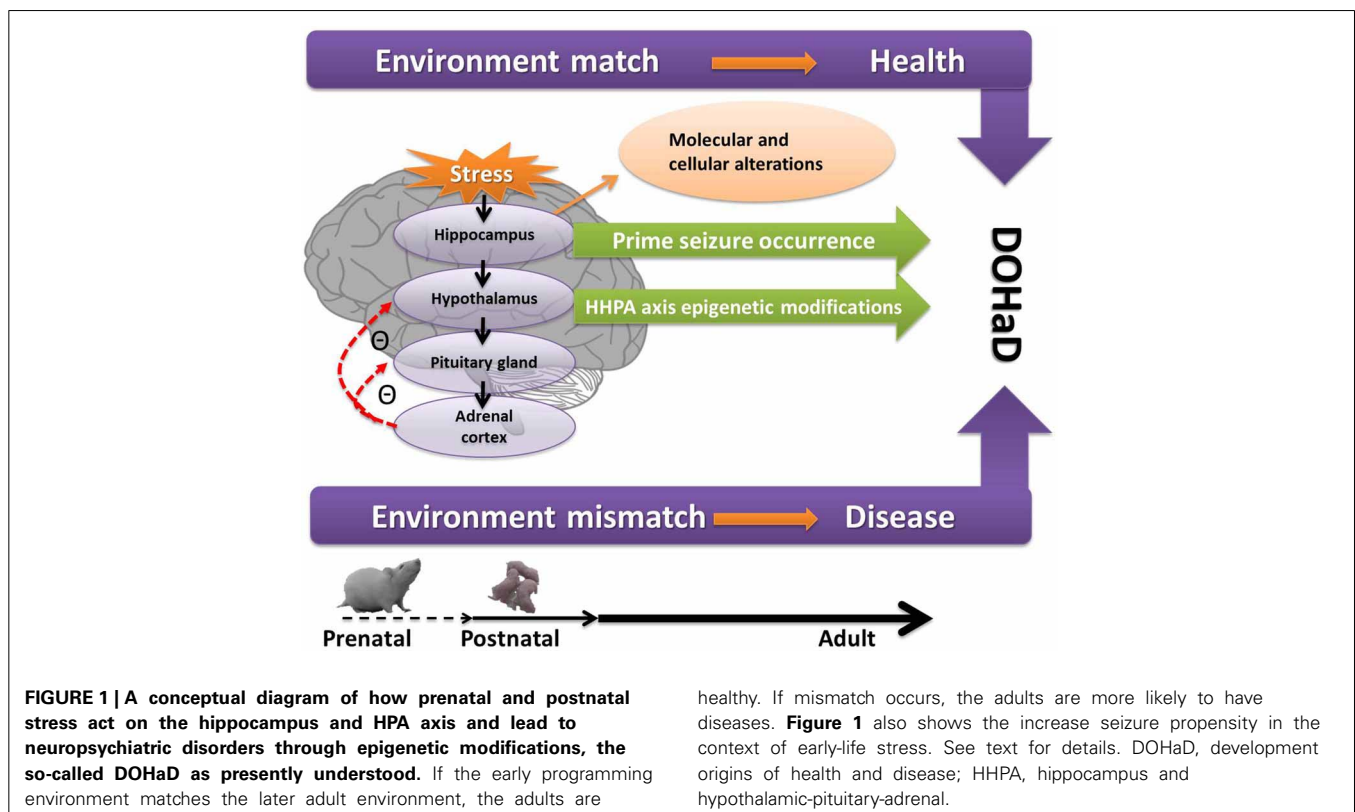 Environment match Health
Molecular and
cellular alterations
Stress
Hippocampus
Prime seizure occurrence
Hypothalamus
HHPA axis epigenetic modifications
Θ
Pituitary gland
Θ
Adrenal
cortex
DOHaD
Environment mismatch Disease
Prenatal Postnatal Adult
FIGURE 1 | A conceptual diagram of how prenatal and postnatal
stress act on the hippocampus and HPA axis and lead to
neuropsychiatric disorders through epigenetic modifications, the
so-called DOHaD as presently understood. If the early programming
environment matches the later adult environment, the adults are
healthy. If mismatch occurs, the adults are more likely to have
diseases. Figure 1 also shows the increase seizure propensity in the
context of early-life stress. See text for details. DOHaD, development
origins of health and disease; HHPA, hippocampus and
hypothalamic-pituitary-adrenal.